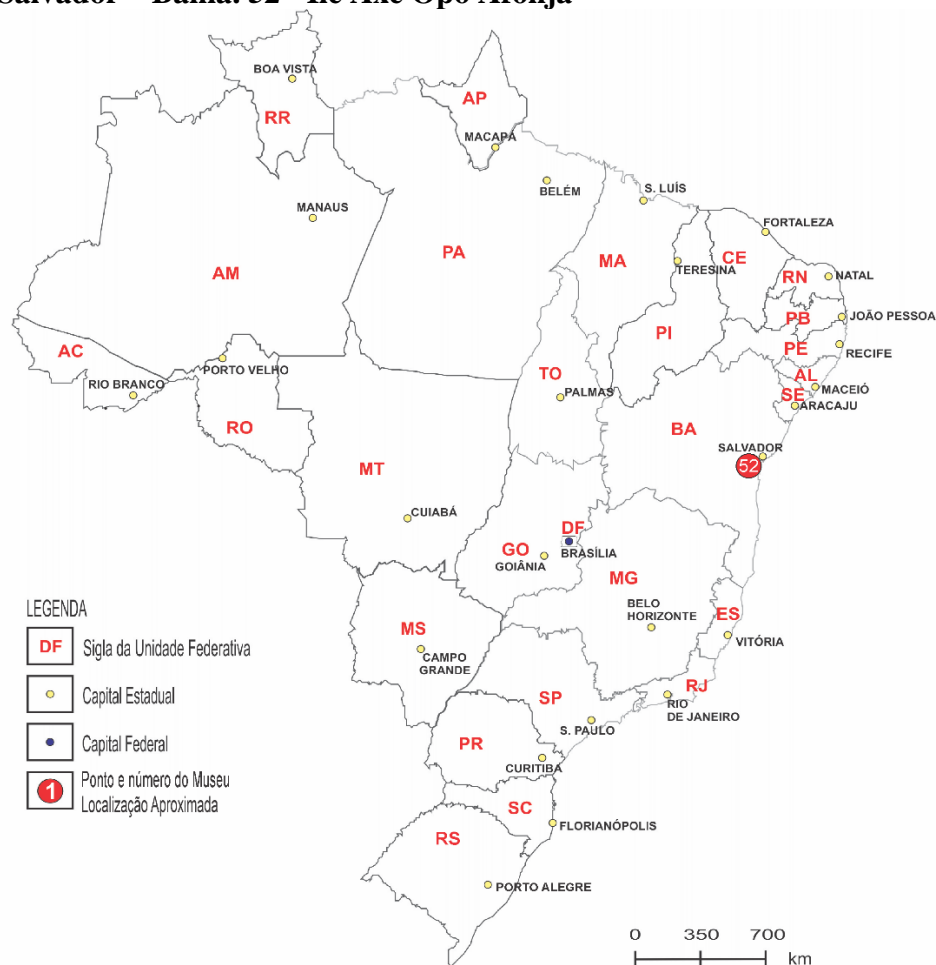 Salvador – Bahia: 52 - Ilê Axé Opô Afonjá
BOA VISTA
RR
AP
MACAPÁ
BELÉM
S. LUÍS
MANAUS
FORTALEZA
PA
MA
TERESINA
CE
AM
RN
NATAL
PB
JOÃO PESSOA
PI
PE
RECIFE
AC
PORTO VELHO
RIO BRANCO
TO
PALMAS
AL
MACEIÓ
SE
ARACAJU
RO
BA
SALVADOR
52
MT
CUIABÁ
DF
BRASÍLIA
GO
GOIÂNIA
MG
BELO
HORIZONTE
ES
VITÓRIA
MS
CAMPO
GRANDE
SP
S. PAULO
RJ
RIO
DE JANEIRO
PR
CURITIBA
SC
FLORIANÓPOLIS
RS
PORTO ALEGRE
LEGENDA
DF Sigla da Unidade Federativa
Capital Estadual
Capital Federal
1 Ponto e número do Museu
Localização Aproximada
0 350 700
km